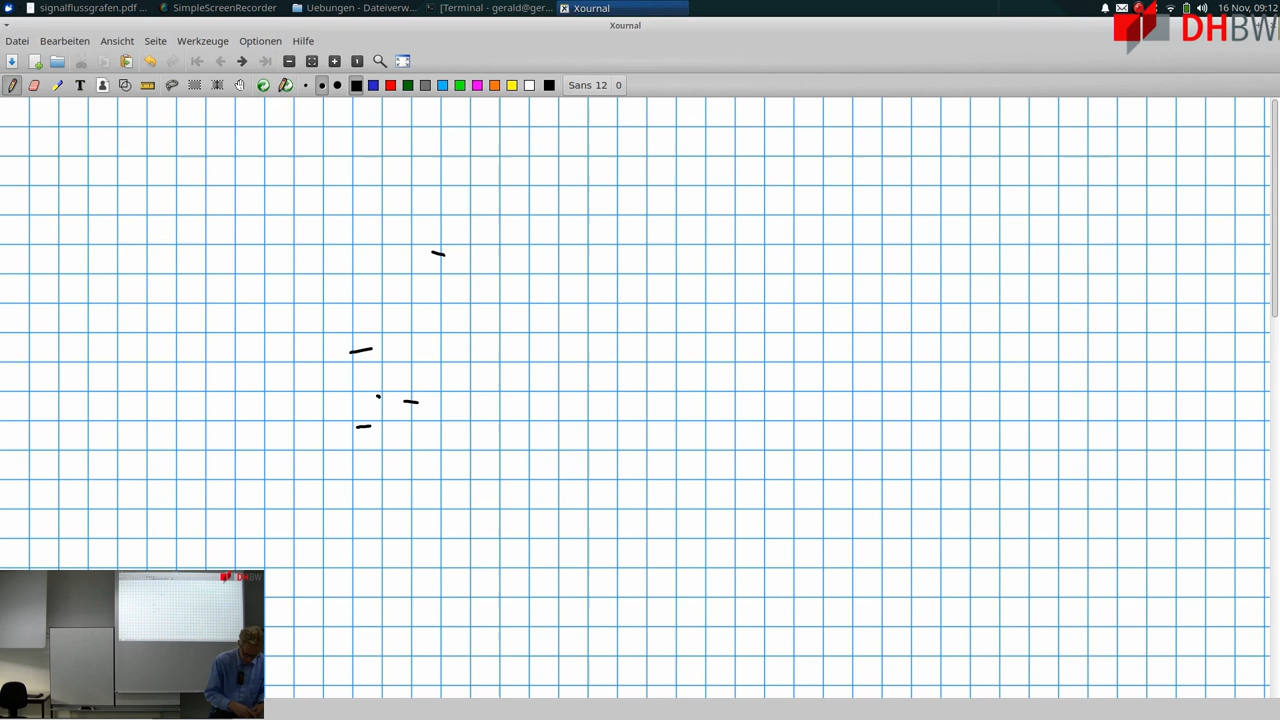 signalflussgrafen.pdf ... SimpleScreenRecorder Uebungen - Dateiverw... [Terminal - gerald@ger... Xournal 16 Nov, 09:12
Xournal
DHBW
Datei Bearbeiten Ansicht Seite Werkzeuge Optionen Hilfe
Sans 12 0
DHBW